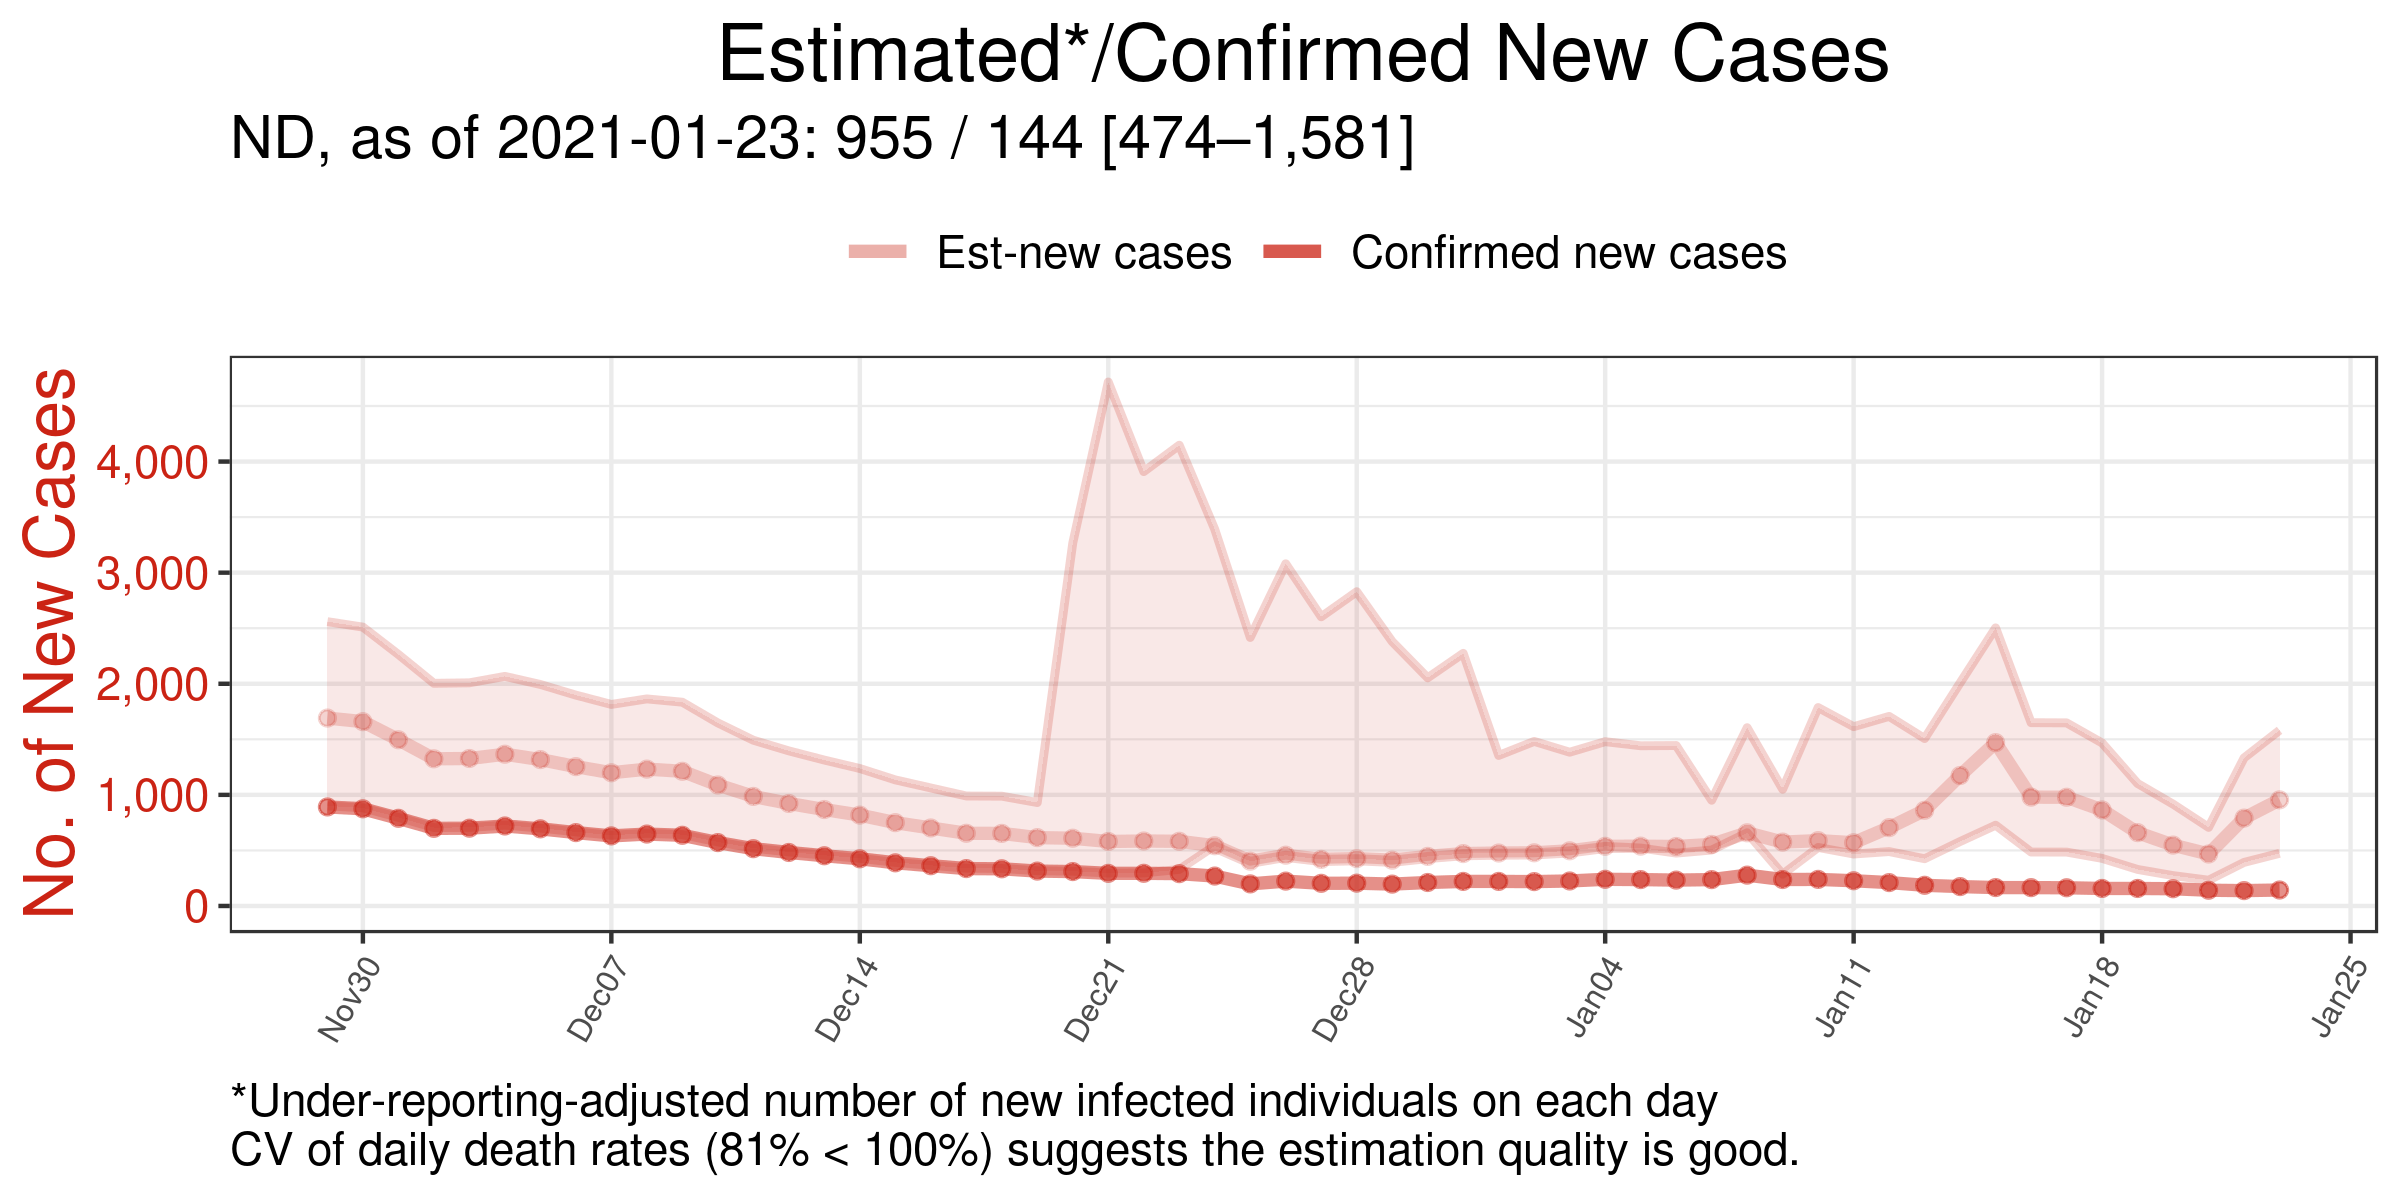 Estimated*/Confirmed New Cases
ND, as of 2021-01-23: 955 / 144 [474–1,581]
Est-new cases
Confirmed new cases
No. of New Cases
4,000
3,000
2,000
1,000
0
Nov30
Dec07
Dec14
Dec21
Dec28
Jan04
Jan11
Jan18
Jan25
*Under-reporting-adjusted number of new infected individuals on each day
CV of daily death rates (81% < 100%) suggests the estimation quality is good.